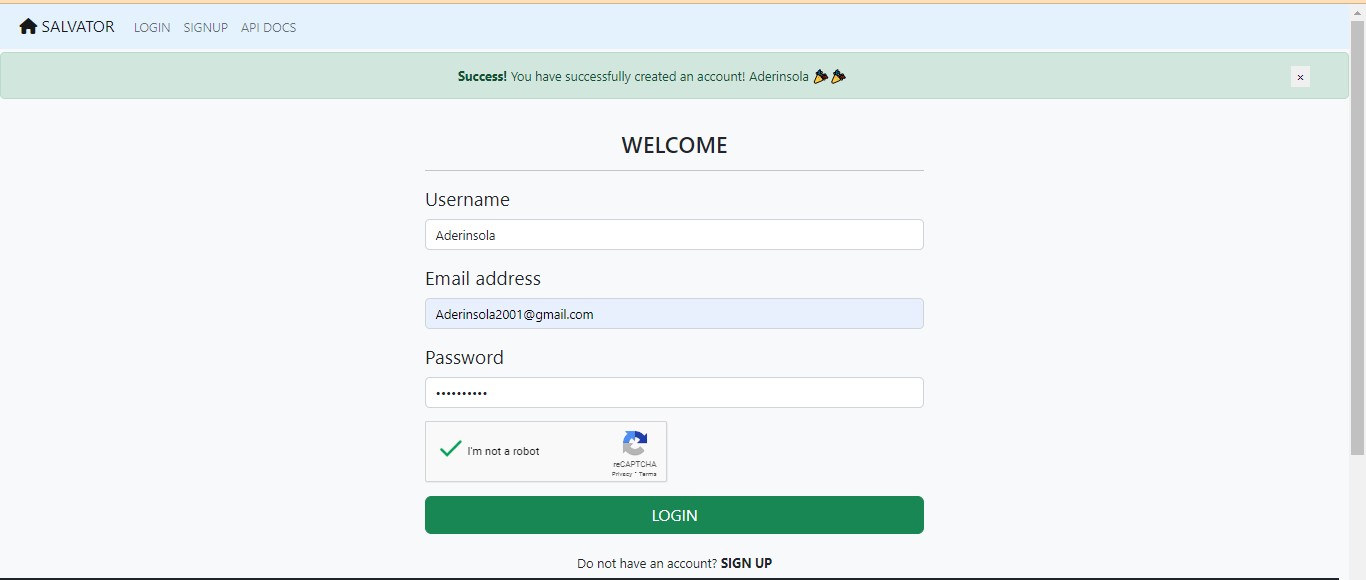 SALVATOR LOGIN SIGNUP API DOCS
Success! You have successfully created an account! Aderinsola 🎉🎉 ×
WELCOME
Username
Aderinsola
Email address
Aderinsola2001@gmail.com
Password
••••••••••
I'm not a robot
reCAPTCHA
Privacy - Terms
LOGIN
Do not have an account? SIGN UP